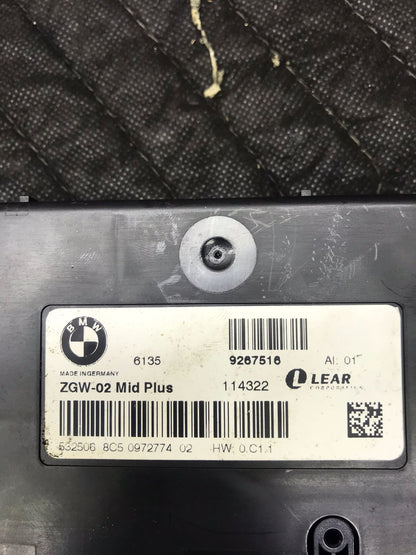 BMW
6135 9267516 AI: 01
MADE IN GERMANY
ZGW-02 Mid Plus 114322 LEAR
CORPORATION
532506 8C5 0972774 02 HW: 0.C1.1